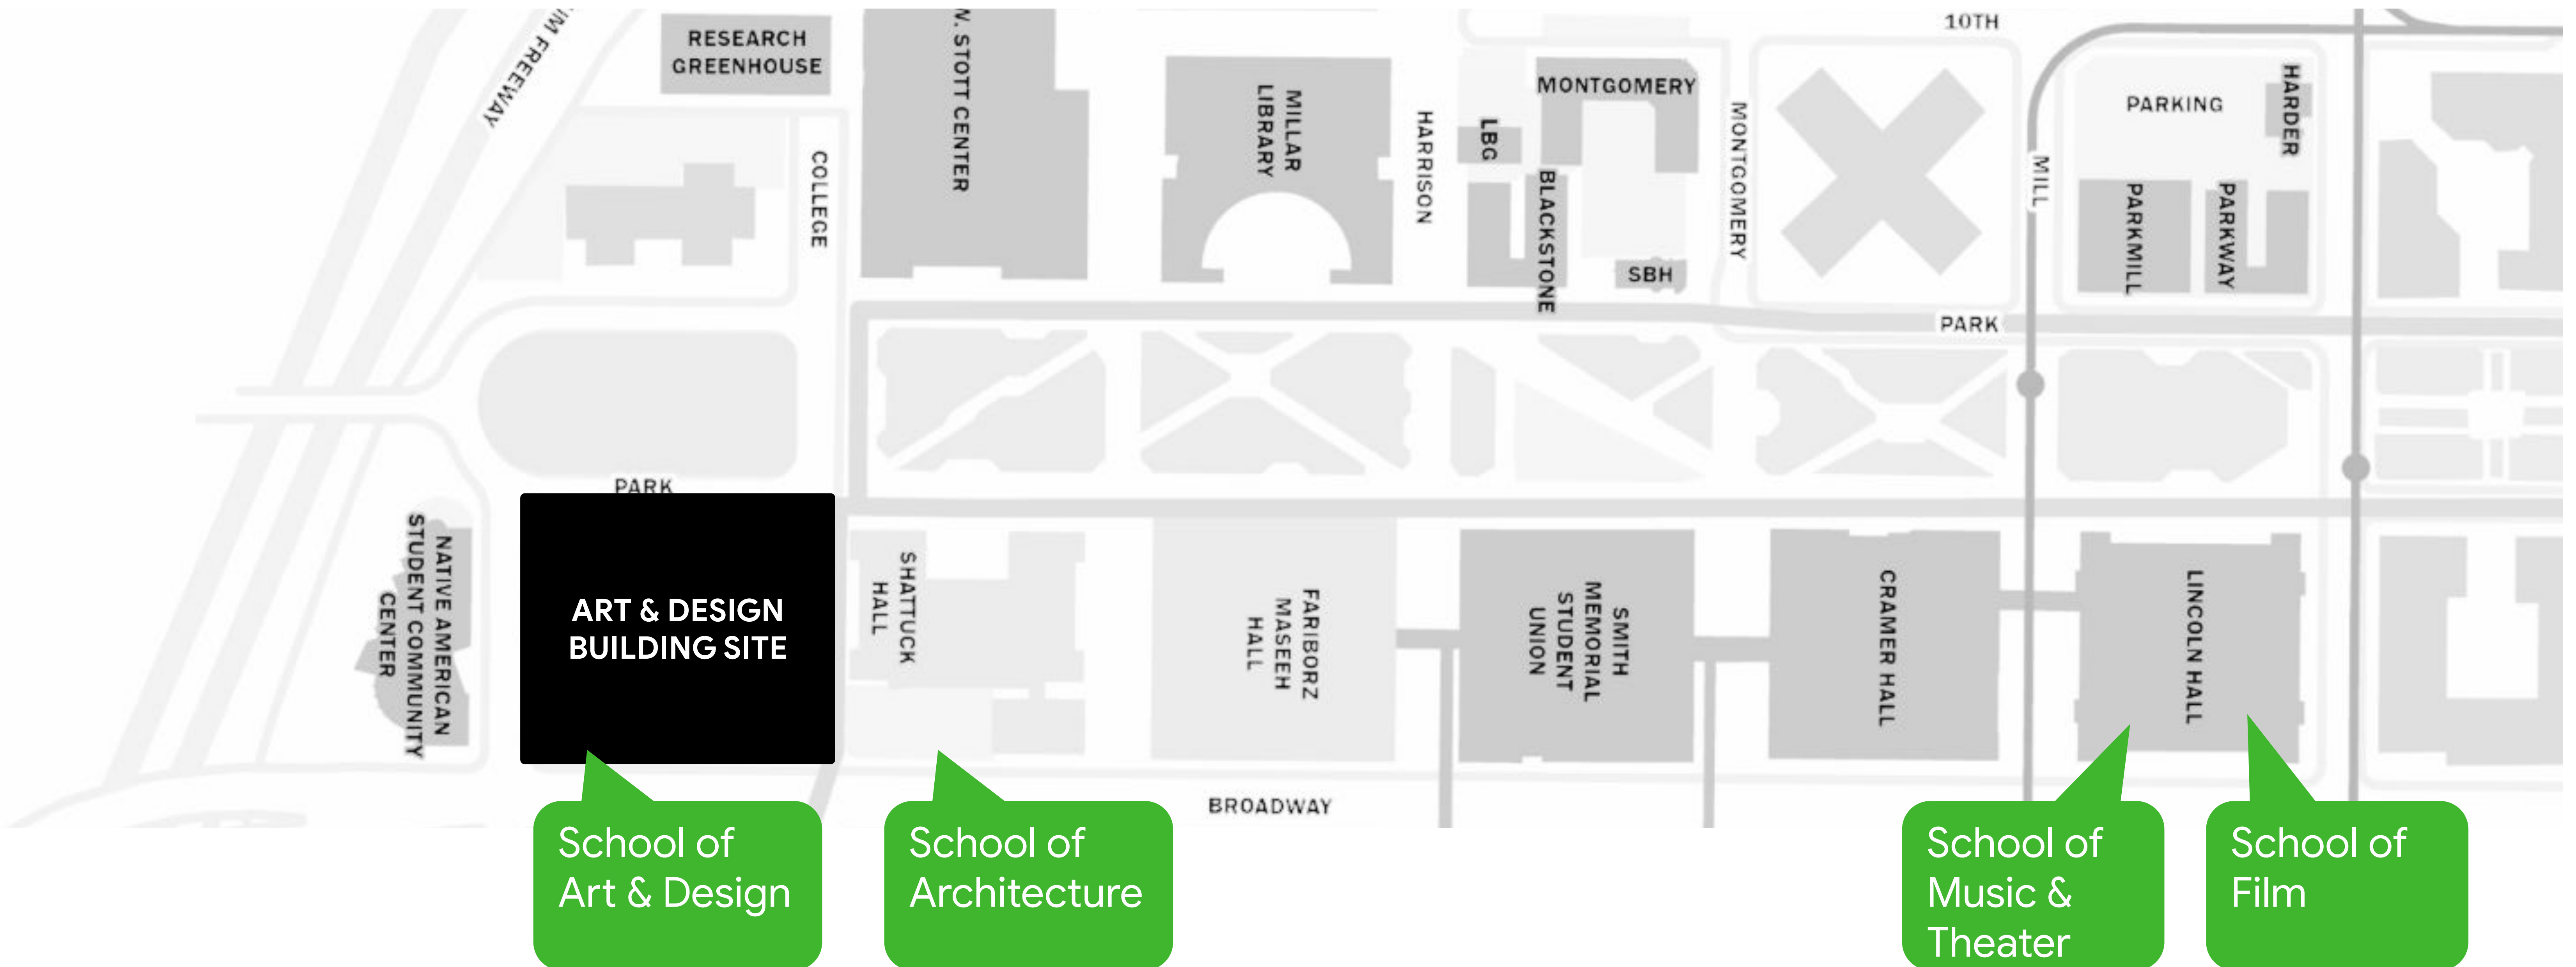 10TH
RESEARCH
GREENHOUSE
W. STOTT CENTER
FREEWAY
MILLAR
LIBRARY
HARRISON
MONTGOMERY
LBG
BLACKSTONE
SBH
MONTGOMERY
MILL
PARKING
HARDER
PARKMILL
PARKWAY
COLLEGE
PARK
PARK
NATIVE AMERICAN
STUDENT COMMUNITY
CENTER
ART & DESIGN
BUILDING SITE
SHATTUCK
HALL
FARIBORZ
MASEEH
HALL
SMITH
MEMORIAL
STUDENT
UNION
CRAMER HALL
LINCOLN HALL
BROADWAY
School of
Art & Design
School of
Architecture
School of
Music &
Theater
School of
Film